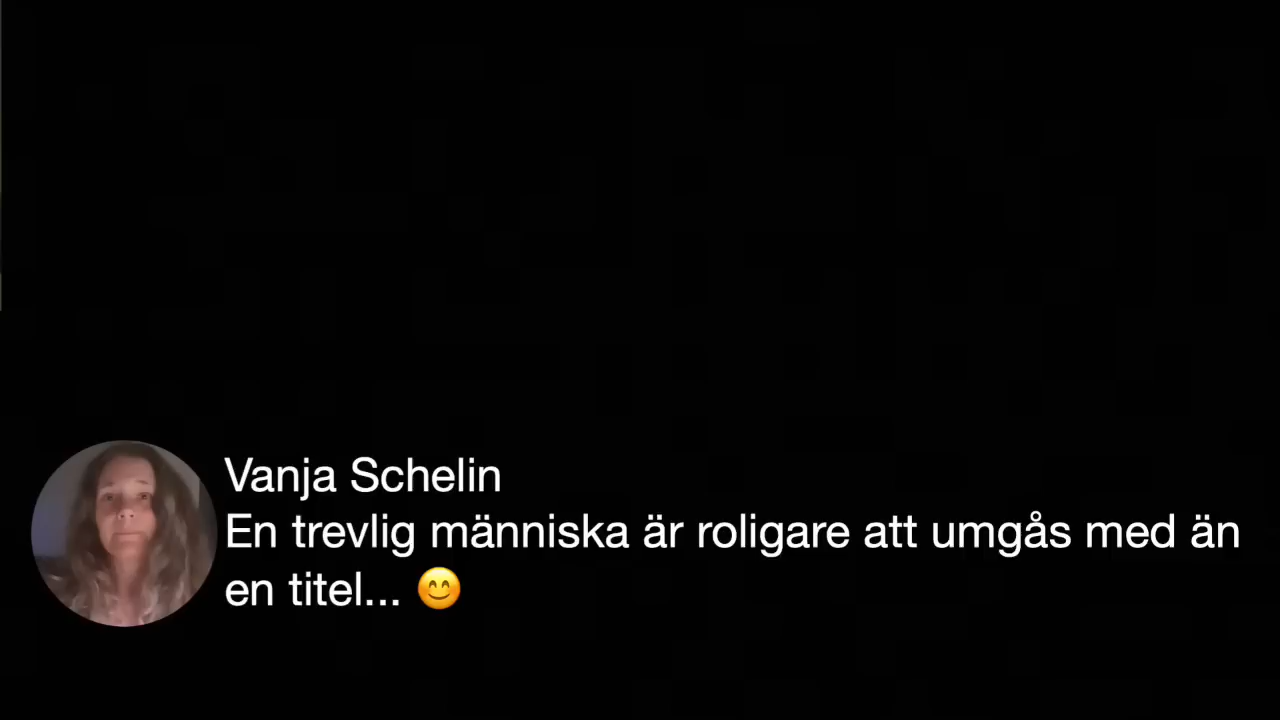 Vanja Schelin
En trevlig människa är roligare att umgås med än
en titel... 😊